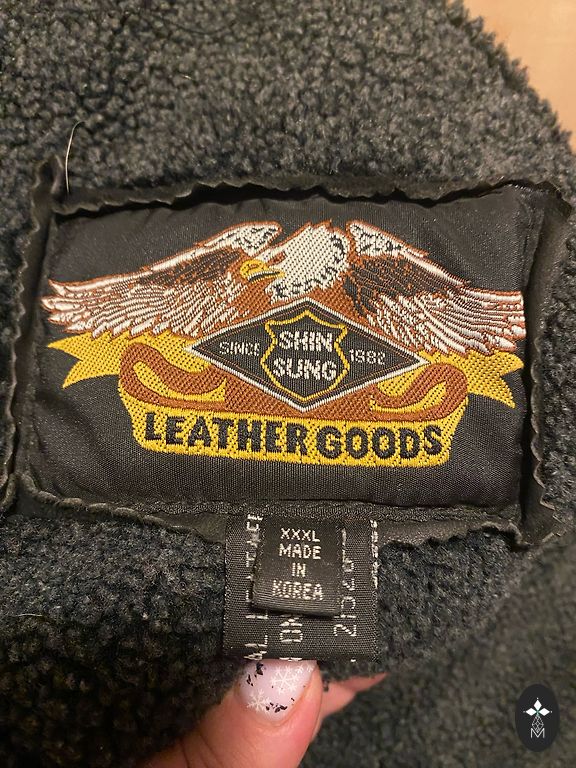 SINCE SHIN SUNG 1982
LEATHER GOODS
XXXL
MADE
IN
KOREA